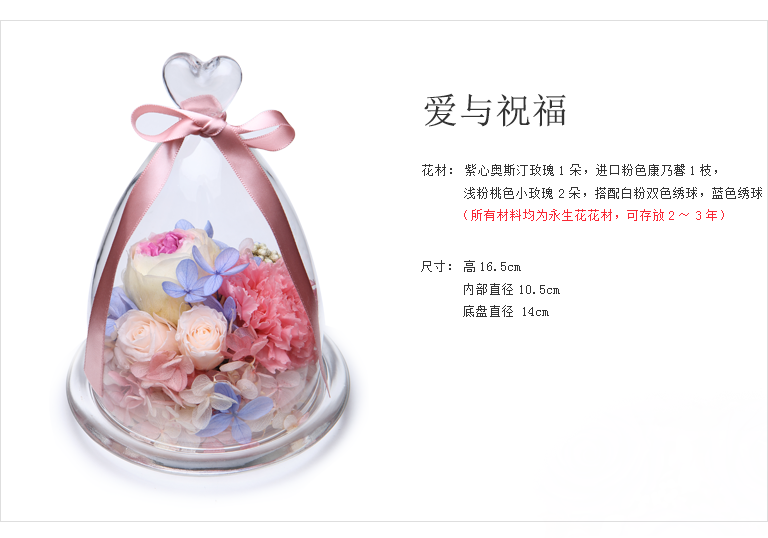 爱与祝福
花材： 紫心奥斯汀玫瑰 1 朵，进口粉色康乃馨 1 枝，
浅粉桃色小玫瑰 2 朵，搭配白粉双色绣球，蓝色绣球
（所有材料均为永生花花材，可存放 2 ～ 3 年）
尺寸： 高 16.5cm
内部直径 10.5cm
底盘直径 14cm